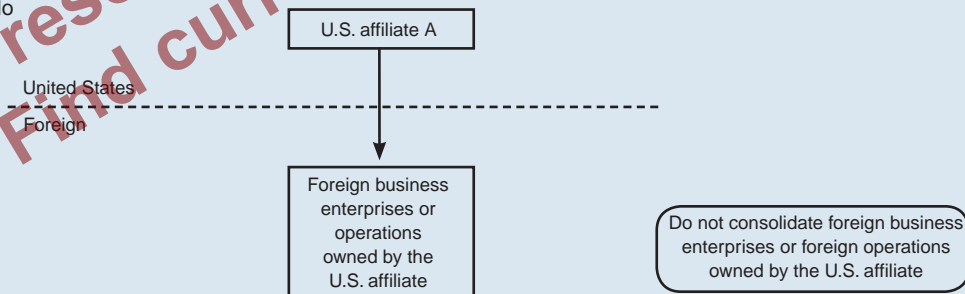 U.S. affiliate A
United States
Foreign
Find
Foreign business
enterprises or
operations
owned by the
U.S. affiliate
Do not consolidate foreign business
enterprises or foreign operations
owned by the U.S. affiliate